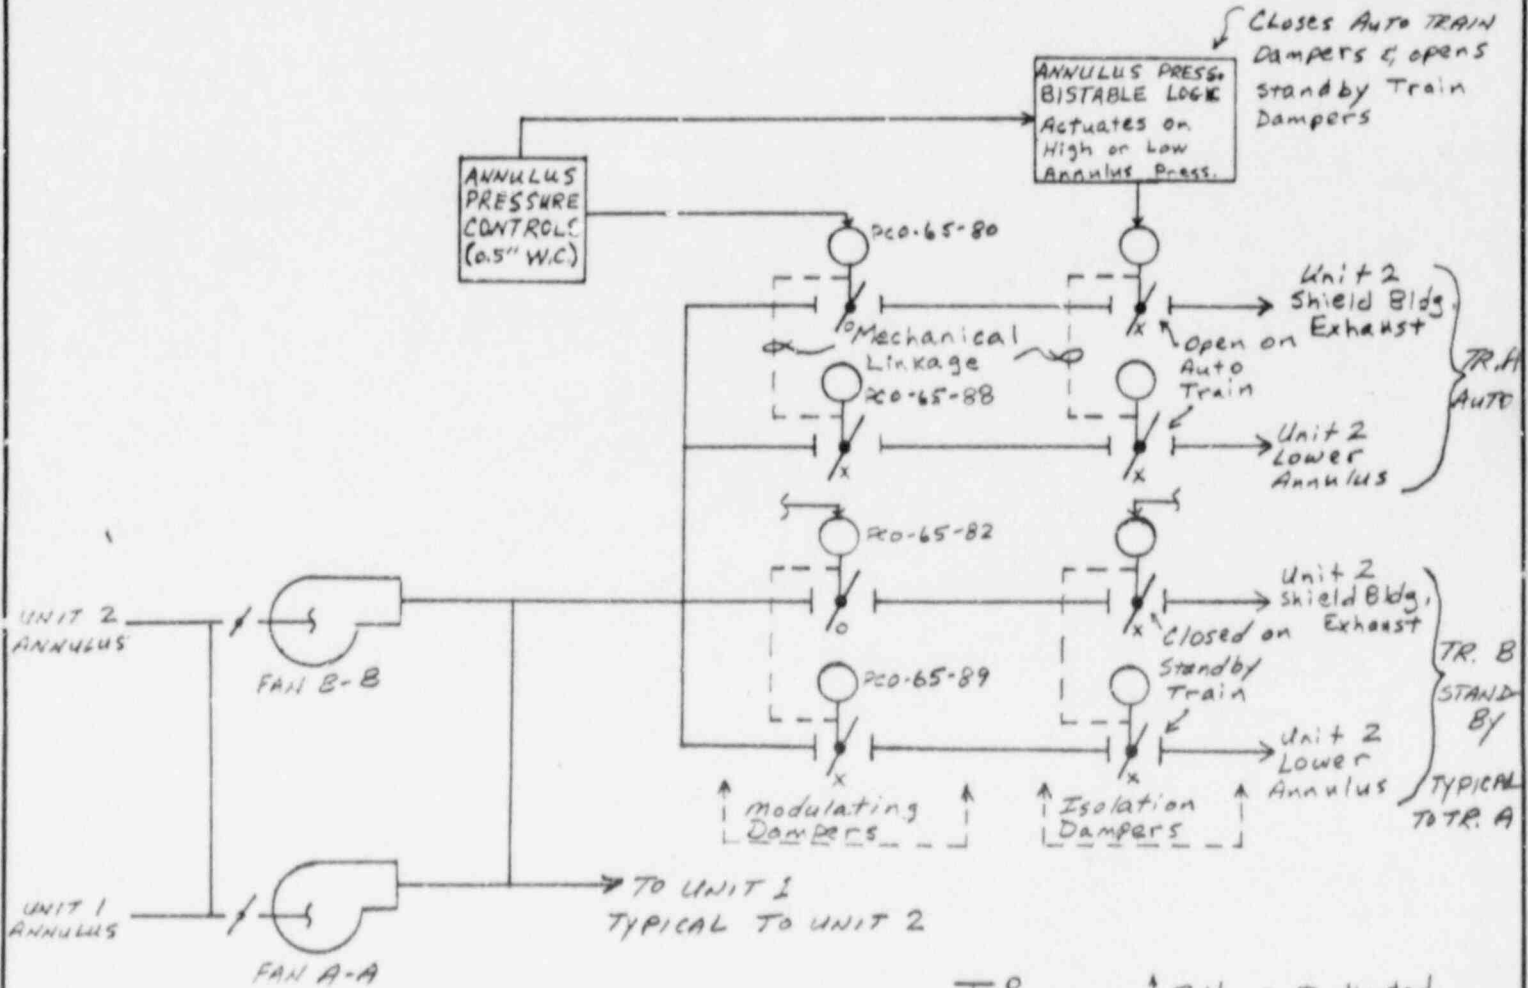 CLOSES AUTO TRAIN
Dampers & opens
standby Train
Dampers
ANNULUS PRESS.
BISTABLE LOGIC
Actuates on
High or Low
Annulus Press.
ANNULUS
PRESSURE
CONTROLS
(0.5" W.C.)
PCO-65-80
Unit 2
Shield Bldg.
Exhaust
o
x
Mechanical
Linkage
Open on
Auto
Train
TR. A
AUTO
PCO-65-88
x
x
Unit 2
Lower
Annulus
PCO-65-82
o
x
Unit 2
Shield Bldg.
Exhaust
Closed on
Standby
Train
UNIT 2
ANNULUS
FAN B-B
PCO-65-89
x
x
Unit 2
Lower
Annulus
TR. B
STAND-
BY
TYPICAL
TO TR. A
Modulating
Dampers
Isolation
Dampers
TO UNIT 1
TYPICAL TO UNIT 2
UNIT 1
ANNULUS
FAN A-A